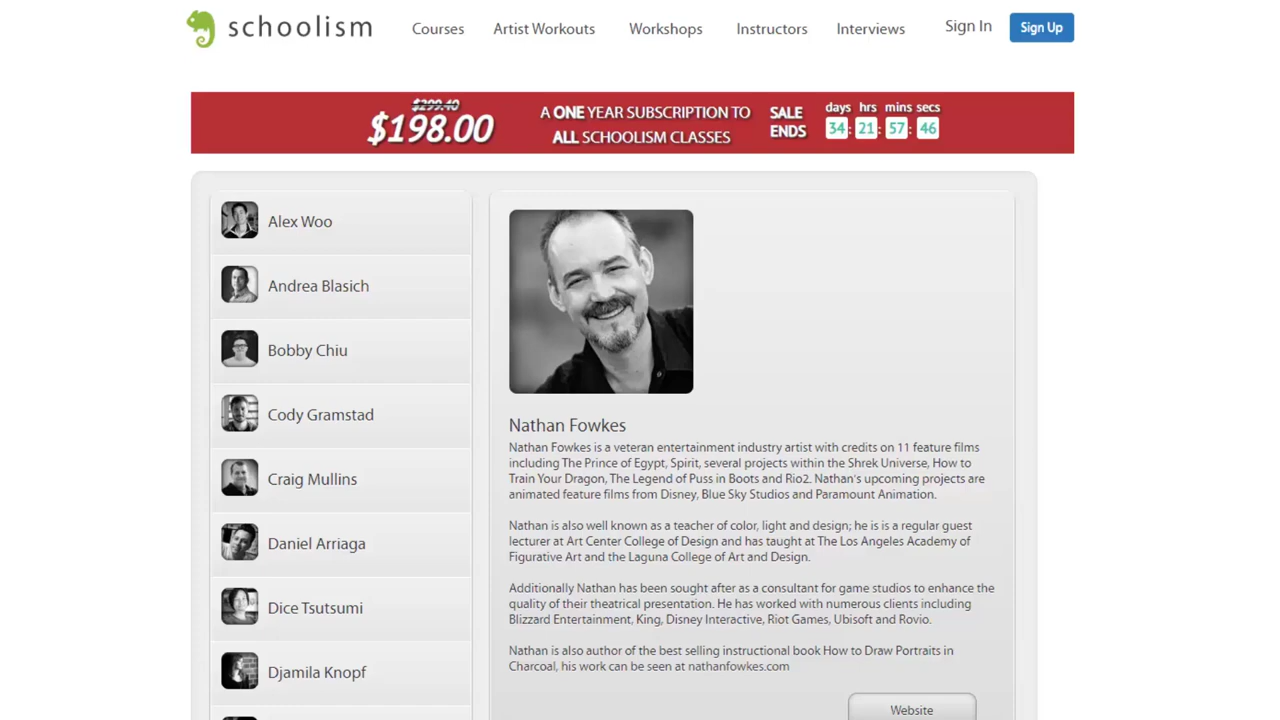 schoolism
Courses
Artist Workouts
Workshops
Instructors
Interviews
Sign In
Sign Up
$299.40
$198.00
A ONE YEAR SUBSCRIPTION TO
ALL SCHOOLISM CLASSES
SALE
ENDS
days hrs mins secs
34: 21: 57: 46
Alex Woo
Andrea Blasich
Bobby Chiu
Cody Gramstad
Craig Mullins
Daniel Arriaga
Dice Tsutsumi
Djamila Knopf
Nathan Fowkes
Nathan Fowkes is a veteran entertainment industry artist with credits on 11 feature films
including The Prince of Egypt, Spirit, several projects within the Shrek Universe, How to
Train Your Dragon, The Legend of Puss in Boots and Rio2. Nathan's upcoming projects are
animated feature films from Disney, Blue Sky Studios and Paramount Animation.
Nathan is also well known as a teacher of color, light and design; he is is a regular guest
lecturer at Art Center College of Design and has taught at The Los Angeles Academy of
Figurative Art and the Laguna College of Art and Design.
Additionally Nathan has been sought after as a consultant for game studios to enhance the
quality of their theatrical presentation. He has worked with numerous clients including
Blizzard Entertainment, King, Disney Interactive, Riot Games, Ubisoft and Rovio.
Nathan is also author of the best selling instructional book How to Draw Portraits in
Charcoal, his work can be seen at nathanfowkes.com
Website